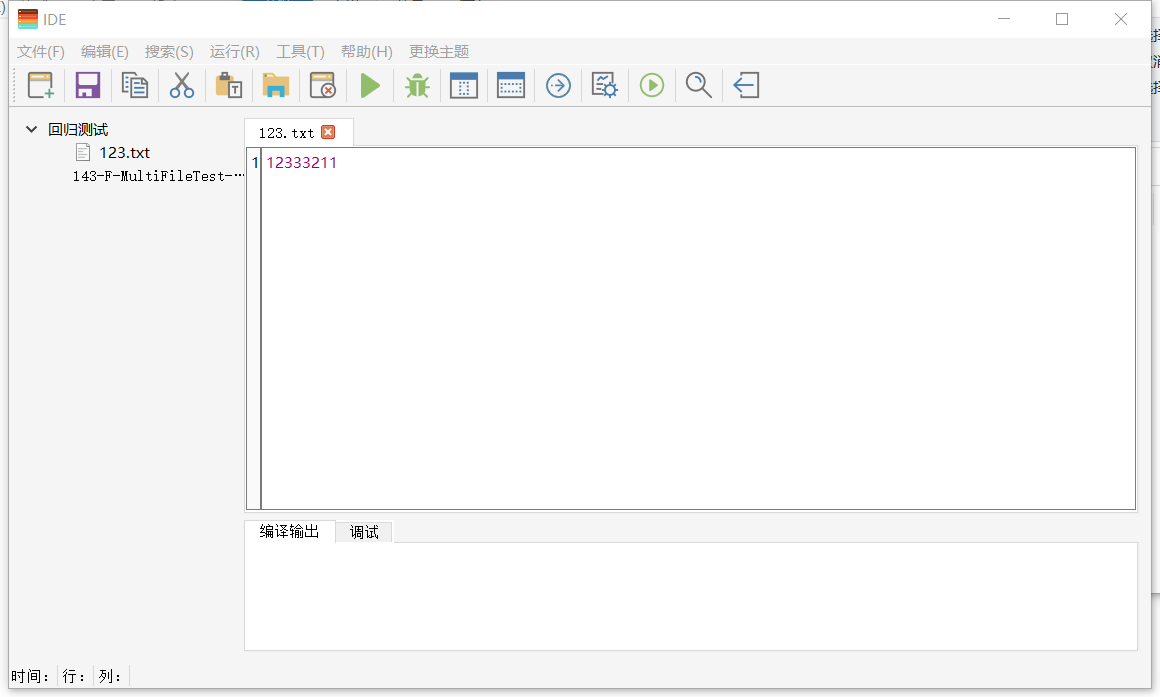 IDE
文件(F) 编辑(E) 搜索(S) 运行(R) 工具(T) 帮助(H) 更换主题
回归测试
123.txt
143-F-MultiFileTest-…
123.txt
1 12333211
编译输出 调试
时间： 行： 列：